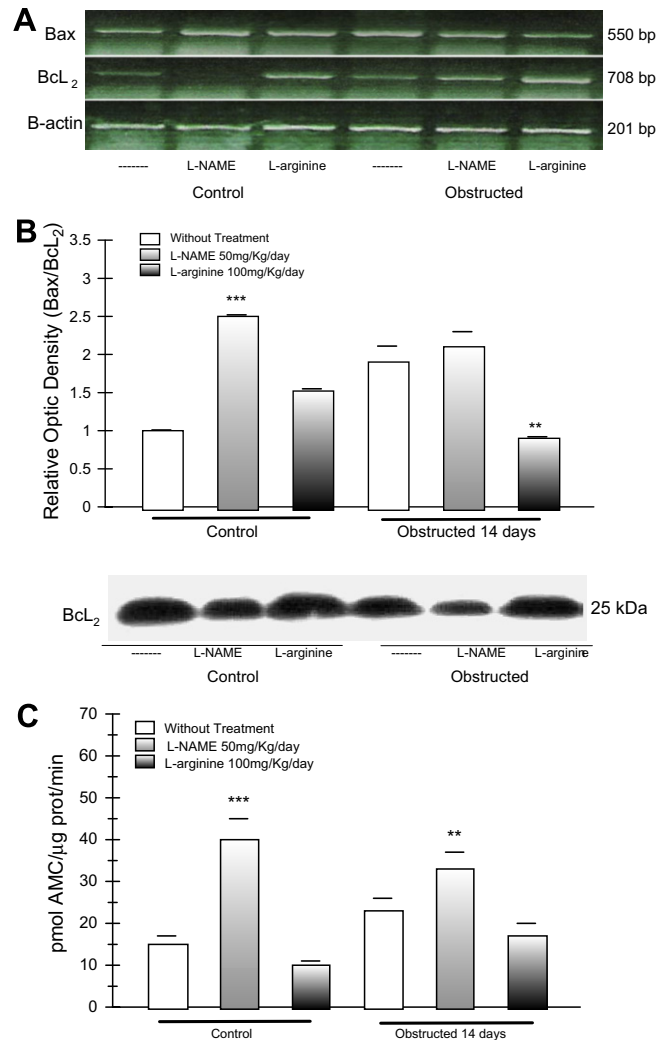 A
Bax
550 bp
BcL2
708 bp
B-actin
201 bp
------- L-NAME L-arginine ------- L-NAME L-arginine
Control Obstructed
B
Relative Optic Density (Bax/BcL2)
3.5
3
2.5
2
1.5
1
0.5
0
Without Treatment
L-NAME 50mg/Kg/day
L-arginine 100mg/Kg/day
***
**
Control Obstructed 14 days
BcL2
25 kDa
------- L-NAME L-arginine ------- L-NAME L-arginine
Control Obstructed
C
pmol AMC/µg prot/min
70
60
50
40
30
20
10
0
Without Treatment
L-NAME 50mg/Kg/day
L-arginine 100mg/Kg/day
***
**
Control Obstructed 14 days